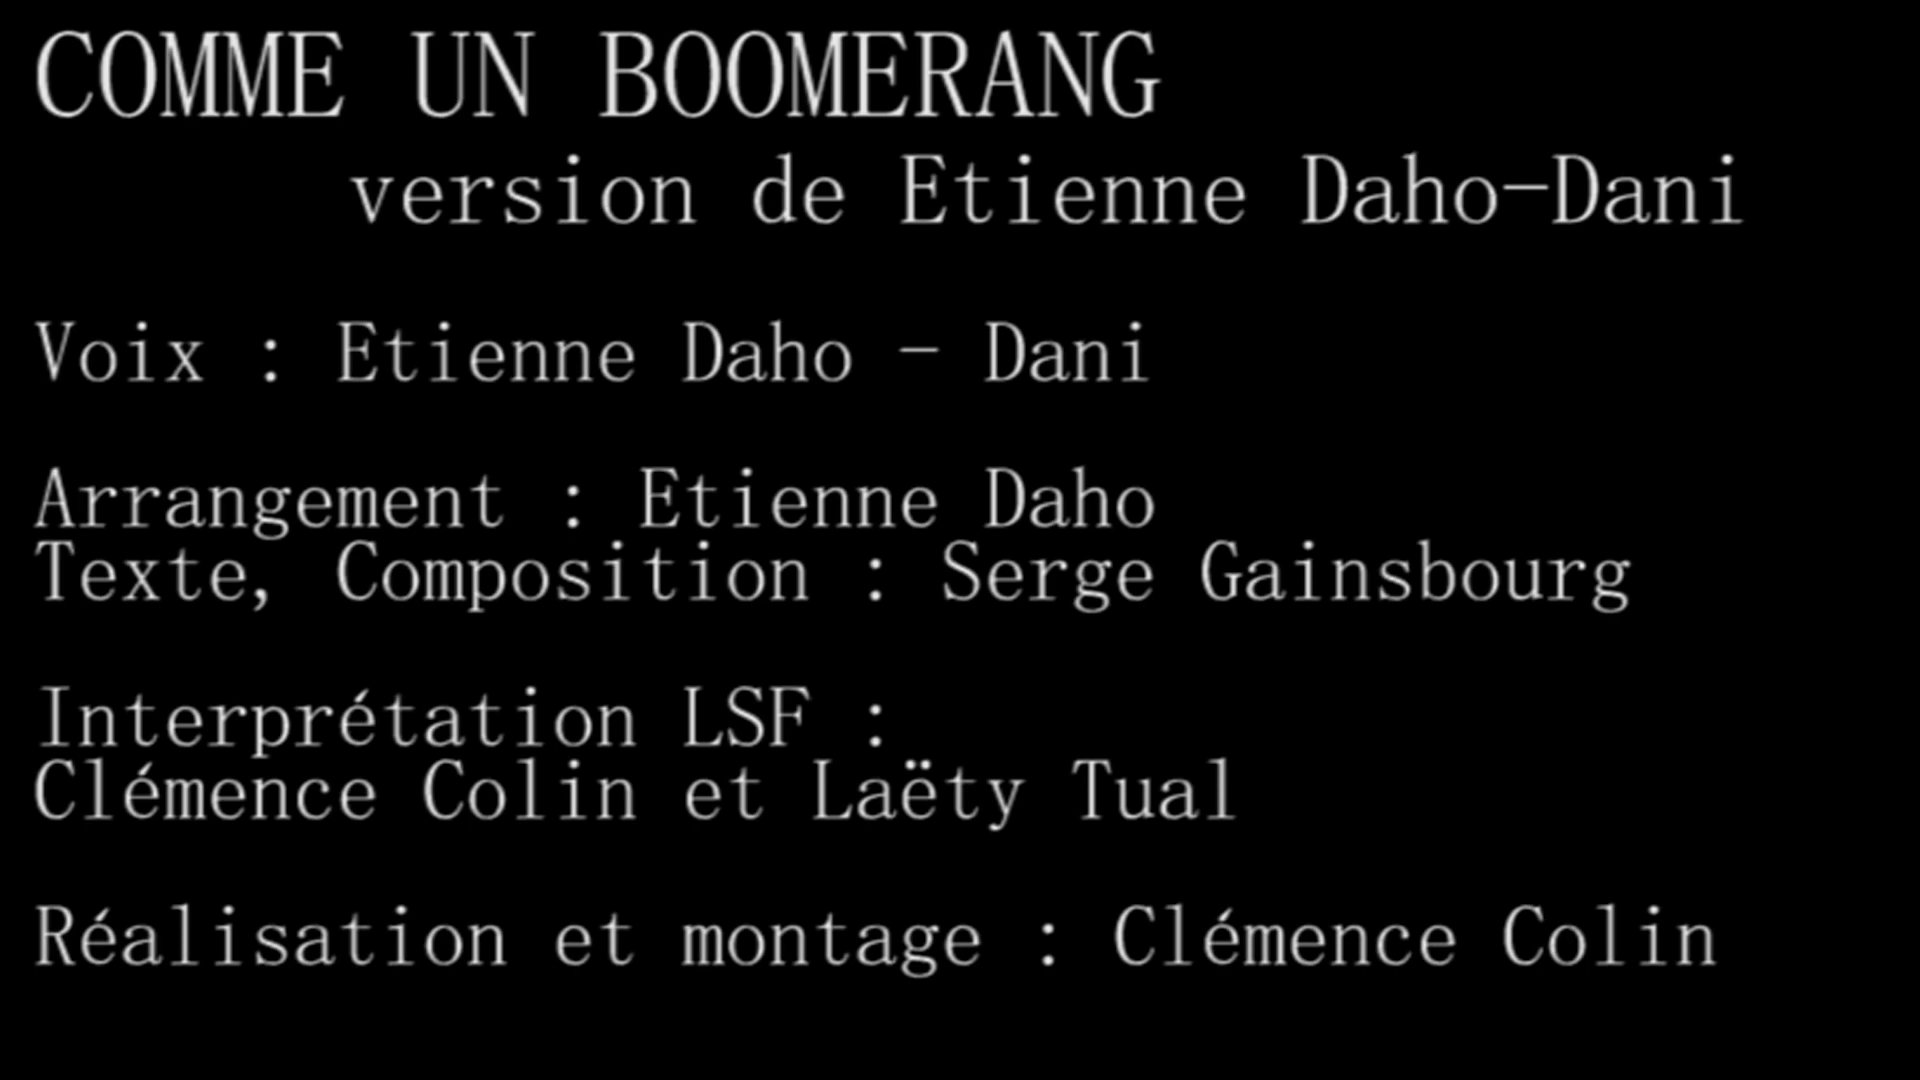 COMME UN BOOMERANG
version de Etienne Daho-Dani
Voix : Etienne Daho - Dani
Arrangement : Etienne Daho
Texte, Composition : Serge Gainsbourg
Interprétation LSF :
Clémence Colin et Laëty Tual
Réalisation et montage : Clémence Colin